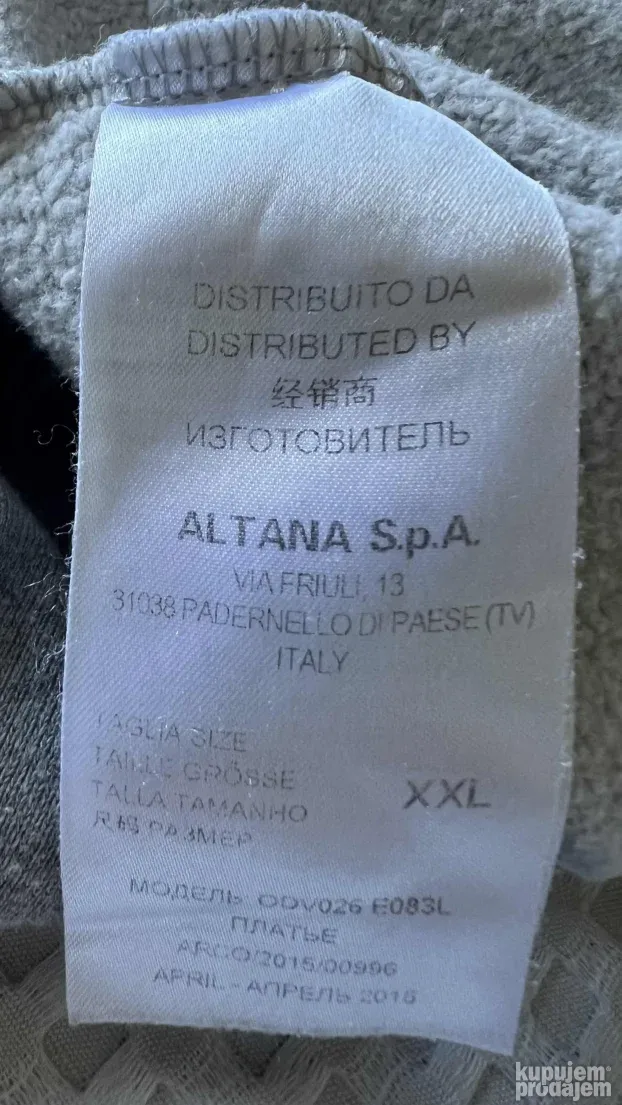 DISTRIBUITO DA
DISTRIBUTED BY
经销商
ИЗГОТОВИТЕЛЬ
ALTANA S.p.A.
VIA FRIULI, 13
31038 PADERNELLO DI PAESE (TV)
ITALY
TAGLIA SIZE
TAILLE GRÖSSE
TALLA TAMANHO
尺码 РАЗМЕР
XXL
МОДЕЛЬ ODV026 E083L
ПЛАТЬЕ
ARCO/2015/00996
APRIL - АПРЕЛЬ
kupujem
prodajem